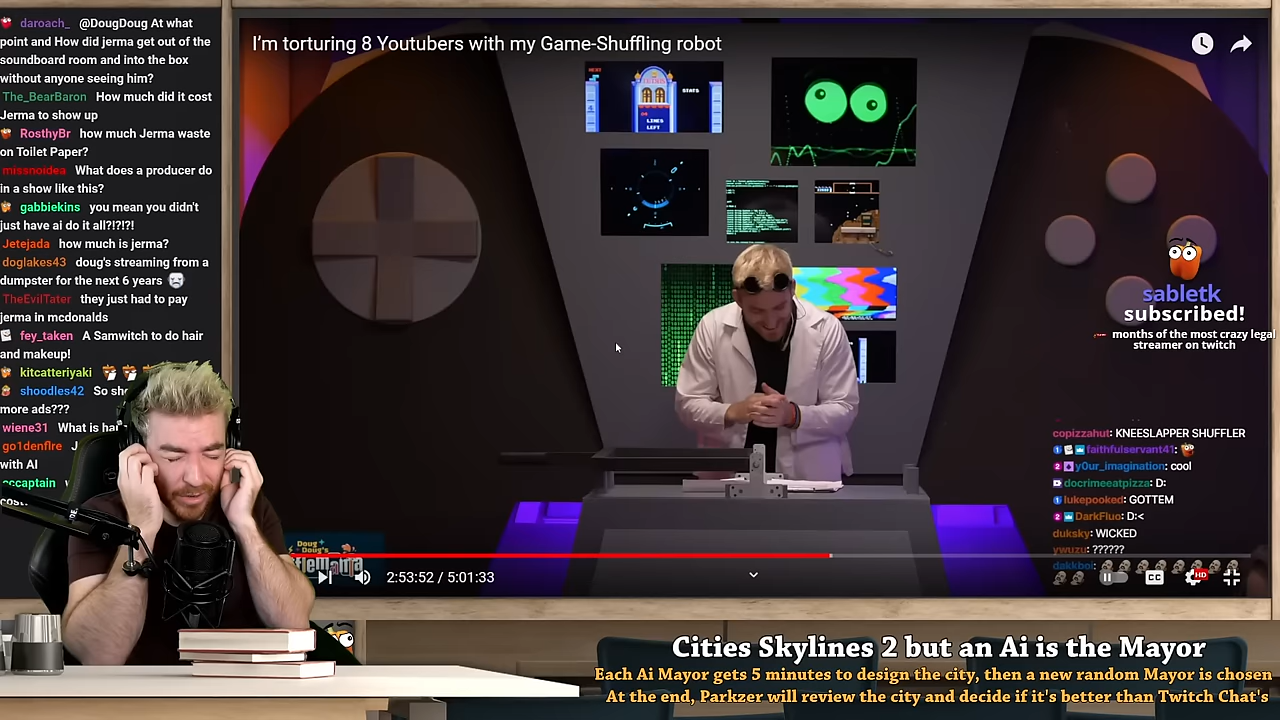 daroach_ @DougDoug At what
point and How did jerma get out of the
soundboard room and into the box
without anyone seeing him?
The_BearBaron How much did it cost
Jerma to show up
RosthyBr how much Jerma waste
on Toilet Paper?
missnoidea What does a producer do
in a show like this?
gabbiekins you mean you didn't
just have ham all?!?!?!
Jetejada how much is jerma?
doglakes43 doug's streaming from a
dumpster for the next 6 years
TheEvilTater they just had to pay
jerma in mcdonalds
fey_taken A Samwitch to do hair
and makeup!
kitcatteriyaki
shoodles42 So sh
more ads???
wiene31 What is ha
go1denfire J
with AI
I'm torturing 8 Youtubers with my Game-Shuffling robot
STATS
LINES
LEFT
sabletk
subscribed!
months of the most crazy legal
streamer on twitch
copizzahut: KNEESLAPPER SHUFFLER
faithfulservant41:
y0ur_imagination: cool
docrimeeatpizza: D:
lukepooked: GOTTEM
DarkFluo: D:<
duksky: WICKED
ywuzu: ??????
dakkboi:
Doug
Doug's
2:53:52 / 5:01:33
CC
HD
Cities Skylines 2 but an Ai is the Mayor
Each Ai Mayor gets 5 minutes to design the city, then a new random Mayor is chosen
At the end, Parkzer will review the city and decide if it's better than Twitch Chat's